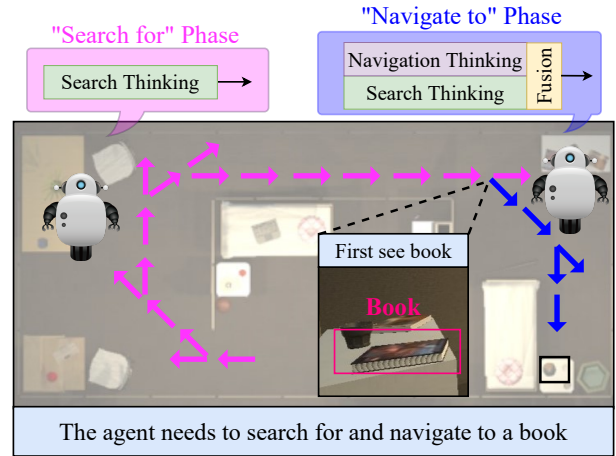 "Search for" Phase
"Navigate to" Phase
Search Thinking
Navigation Thinking
Search Thinking
Fusion
First see book
Book
The agent needs to search for and navigate to a book